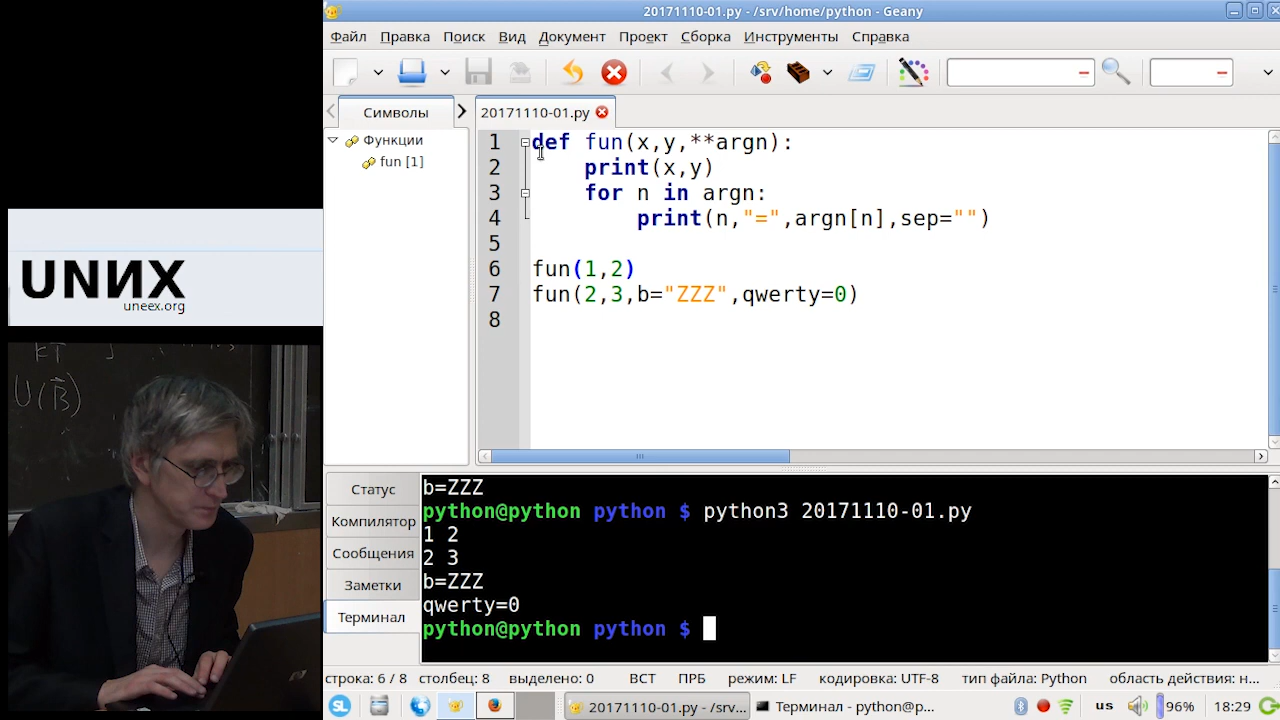 20171110-01.py - /srv/home/python - Geany
Файл Правка Поиск Вид Документ Проект Сборка Инструменты Справка
Символы
20171110-01.py
Функции
fun [1]
1 def fun(x,y,**argn):
2 print(x,y)
3 for n in argn:
4 print(n,"=",argn[n],sep="")
5
6 fun(1,2)
7 fun(2,3,b="ZZZ",qwerty=0)
8
UNИX
uneex.org
U(B)
Статус
Компилятор
Сообщения
Заметки
Терминал
b=ZZZ
python@python python $ python3 20171110-01.py
1 2
2 3
b=ZZZ
qwerty=0
python@python python $
строка: 6 / 8 столбец: 8 выделено: 0 ВСТ ПРБ режим: LF кодировка: UTF-8 тип файла: Python область действия: н...
SL 20171110-01.py - /srv... Терминал - python@p... us 96% 18:29